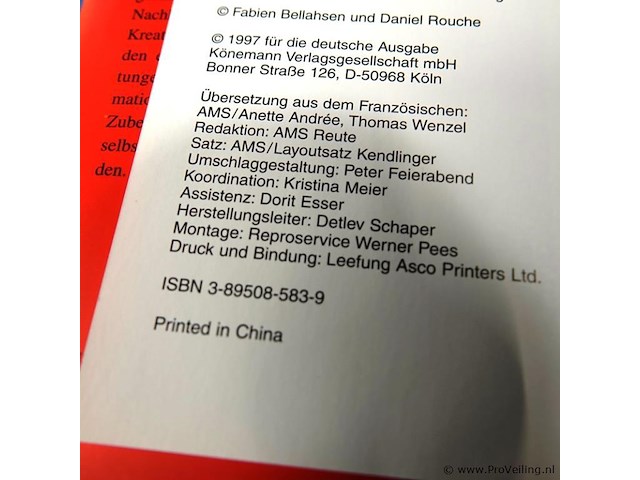 Nach
Kreat
den
tunge
matio
Zube
selbs
den.
© Fabien Bellahsen und Daniel Rouche
© 1997 für die deutsche Ausgabe
Könemann Verlagsgesellschaft mbH
Bonner Straße 126, D-50968 Köln
Übersetzung aus dem Französischen:
AMS/Anette Andrée, Thomas Wenzel
Redaktion: AMS Reute
Satz: AMS/Layoutsatz Kendlinger
Umschlaggestaltung: Peter Feierabend
Koordination: Kristina Meier
Assistenz: Dorit Esser
Herstellungsleiter: Detlev Schaper
Montage: Reproservice Werner Pees
Druck und Bindung: Leefung Asco Printers Ltd.
ISBN 3-89508-583-9
Printed in China
© www.ProVeiling.nl